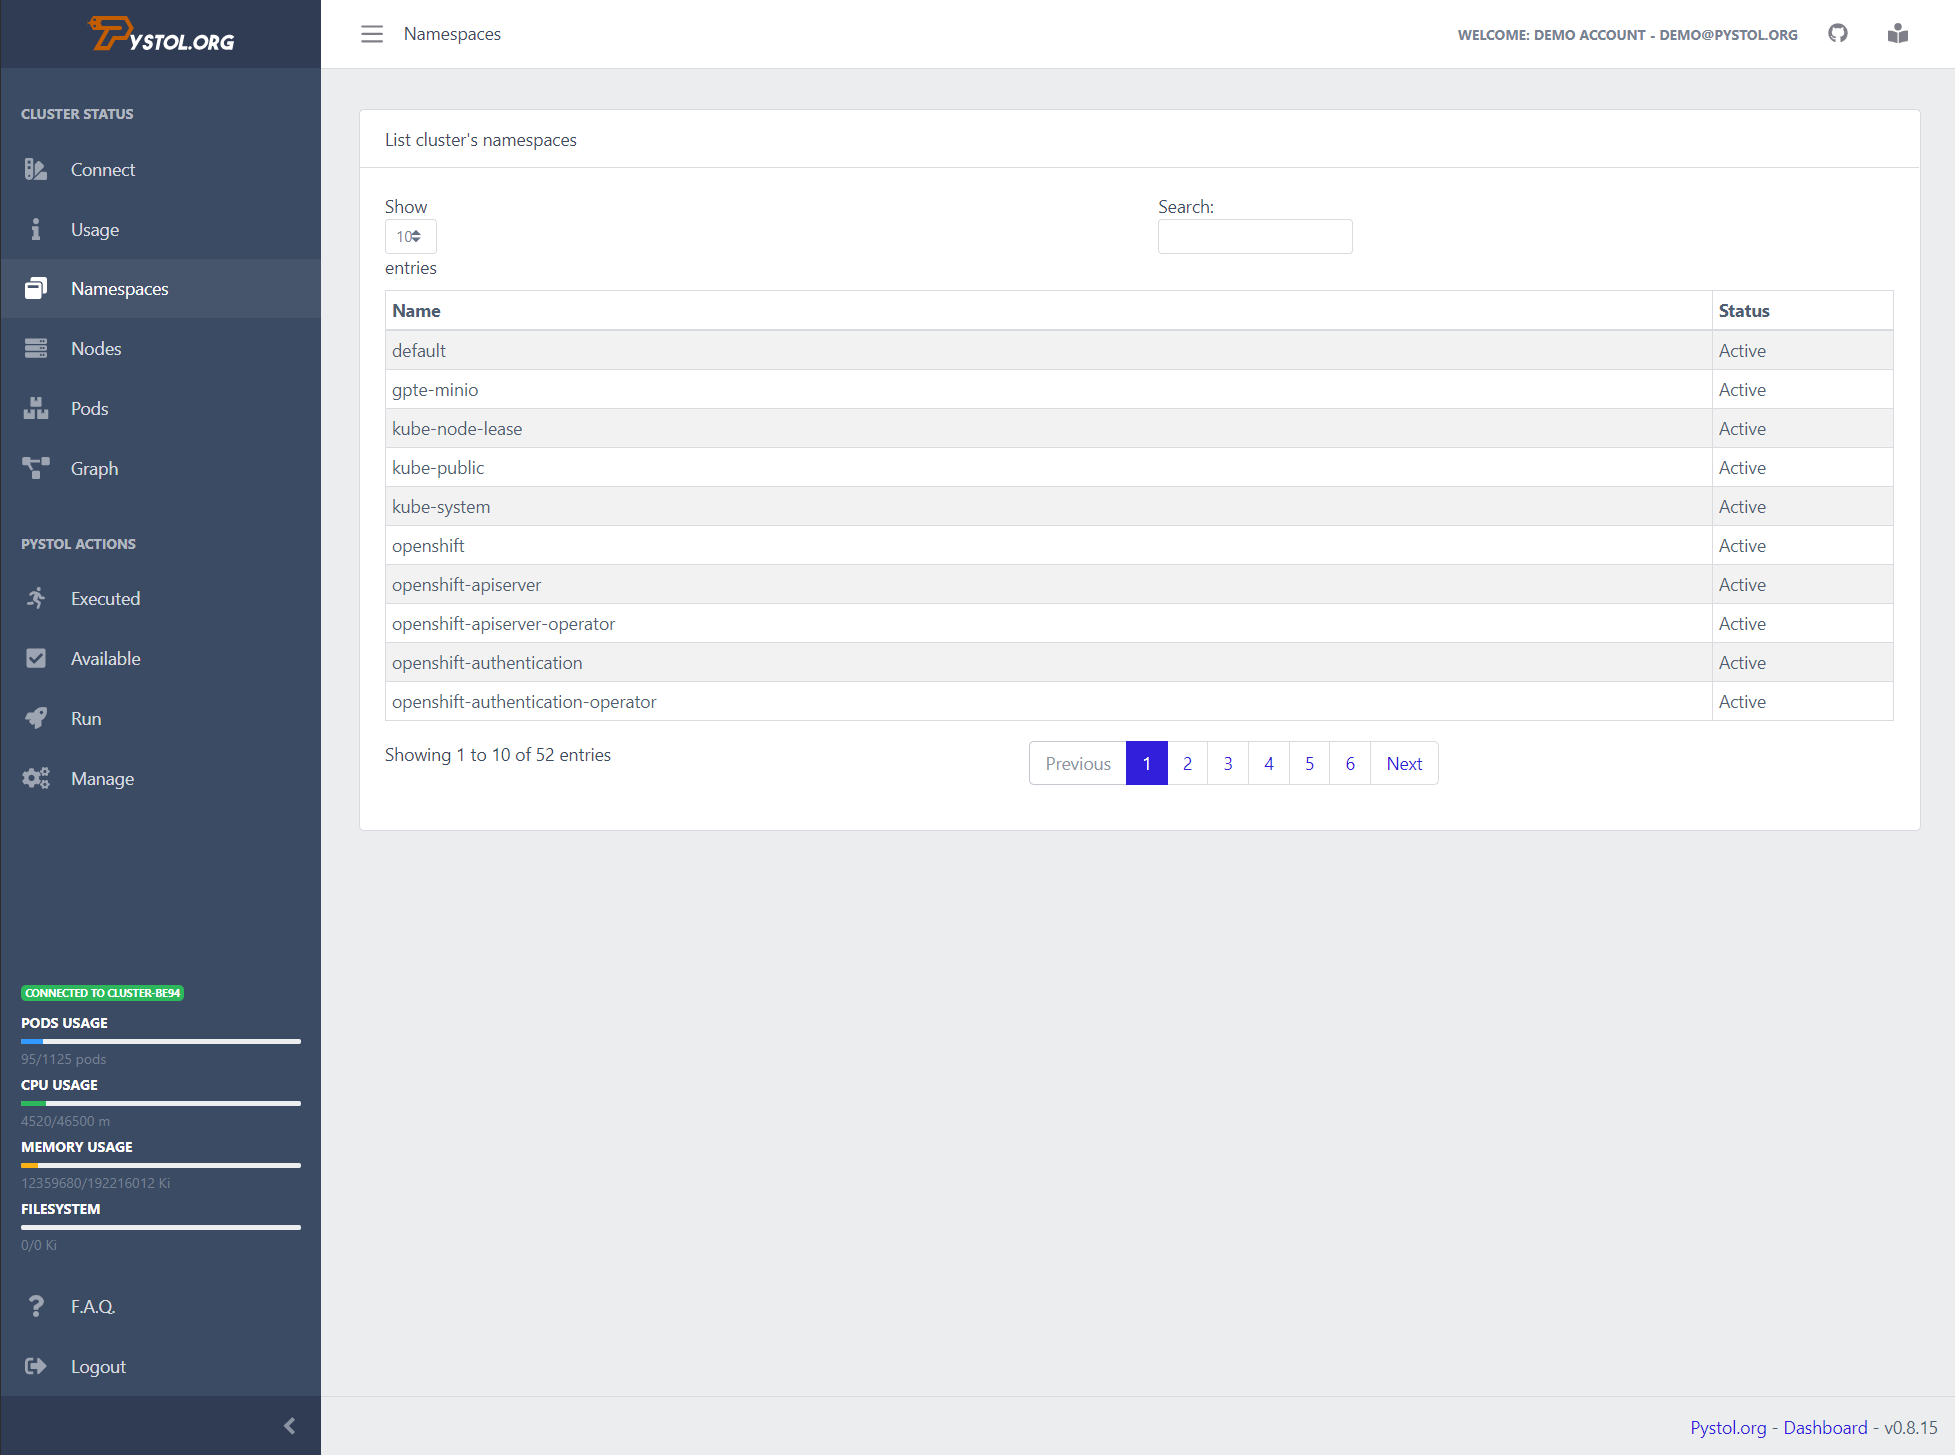 PYSTOL.ORG
Namespaces
WELCOME: DEMO ACCOUNT - DEMO@PYSTOL.ORG
CLUSTER STATUS
Connect
Usage
Namespaces
Nodes
Pods
Graph
PYSTOL ACTIONS
Executed
Available
Run
Manage
CONNECTED TO CLUSTER-BE94
PODS USAGE
95/1125 pods
CPU USAGE
4520/46500 m
MEMORY USAGE
12359680/192216012 Ki
FILESYSTEM
0/0 Ki
F.A.Q.
Logout
List cluster's namespaces
Show
10
entries
Search:
Name Status
default Active
gpte-minio Active
kube-node-lease Active
kube-public Active
kube-system Active
openshift Active
openshift-apiserver Active
openshift-apiserver-operator Active
openshift-authentication Active
openshift-authentication-operator Active
Showing 1 to 10 of 52 entries
Previous 1 2 3 4 5 6 Next
Pystol.org - Dashboard - v0.8.15